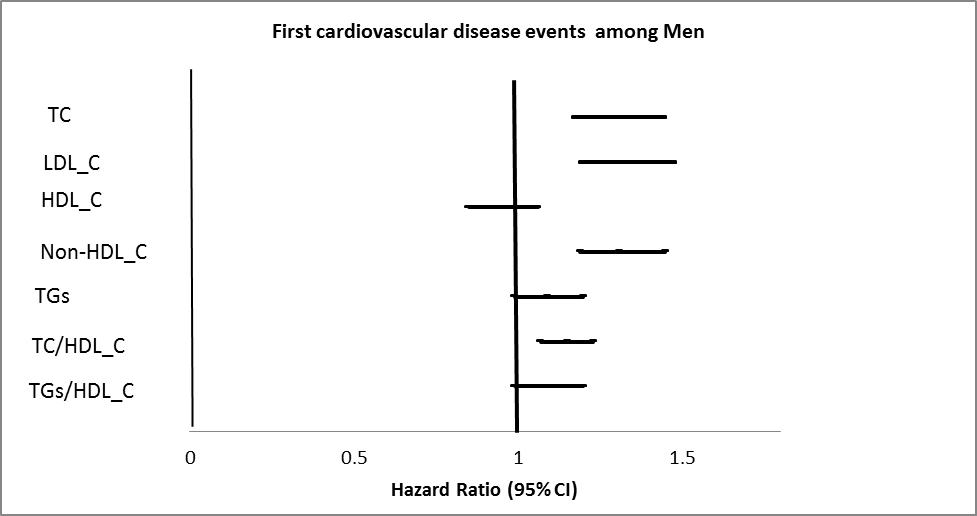 First cardiovascular disease events among Men
TC
LDL_C
HDL_C
Non-HDL_C
TGs
TC/HDL_C
TGs/HDL_C
0 0.5 1 1.5
Hazard Ratio (95% CI)